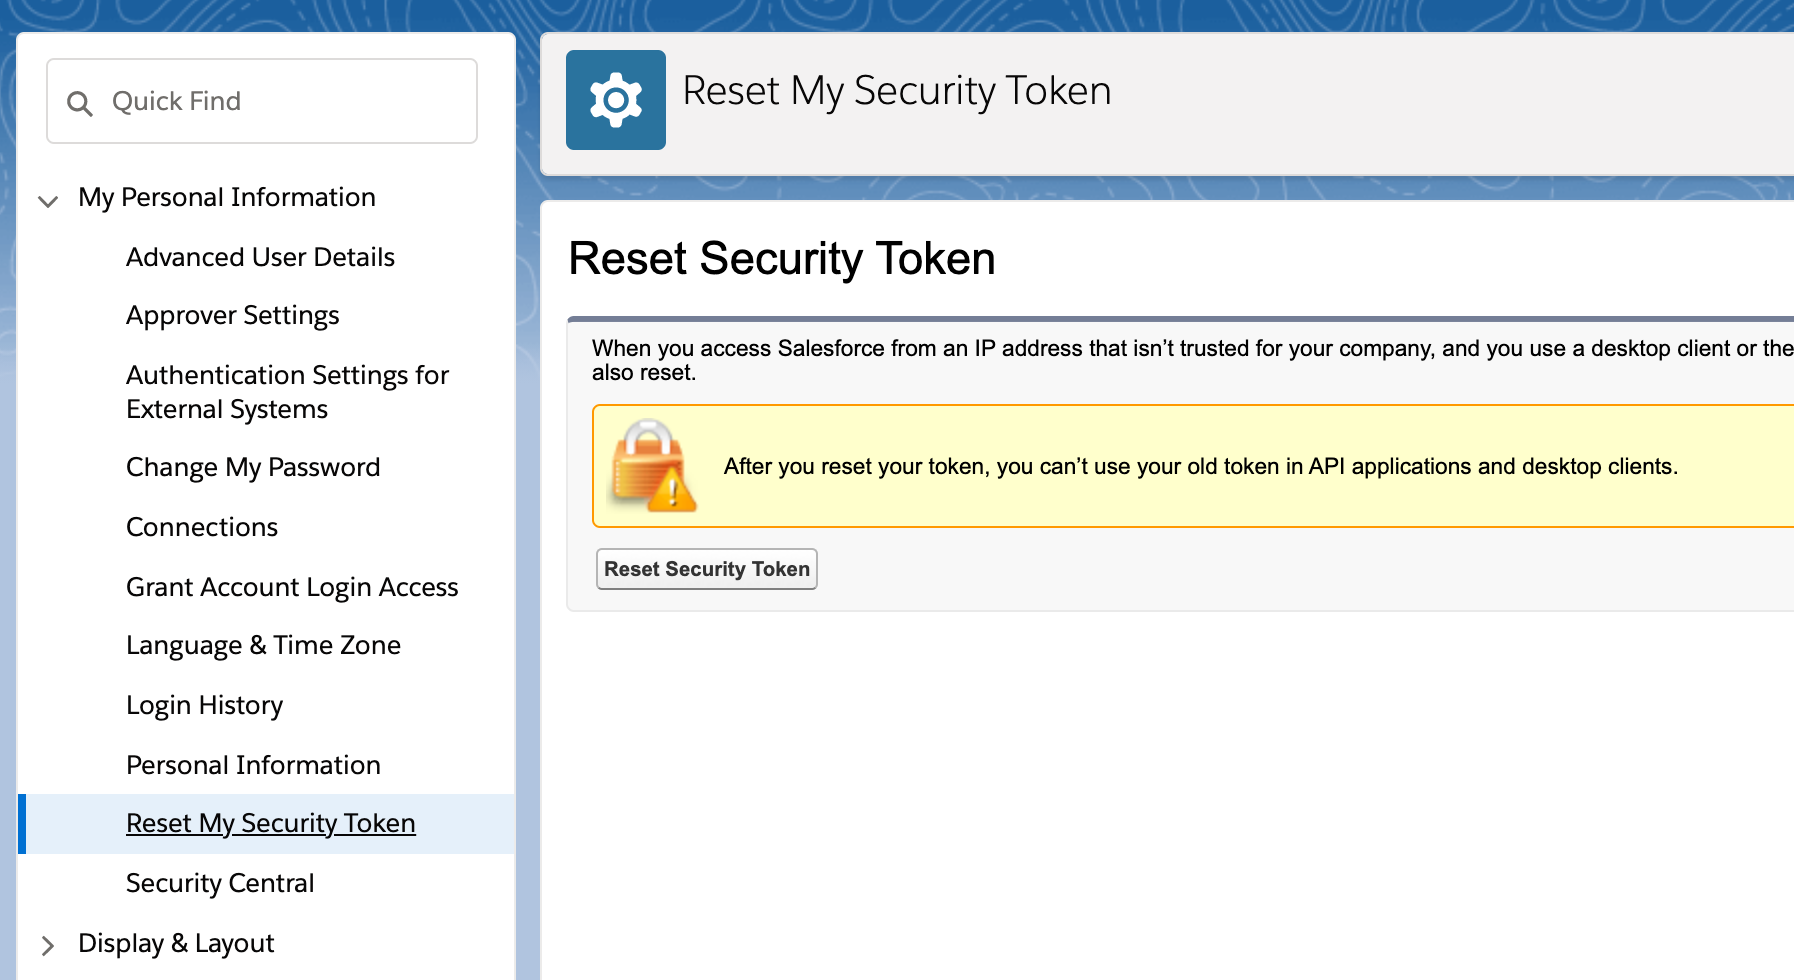 Quick Find
My Personal Information
Advanced User Details
Approver Settings
Authentication Settings for
External Systems
Change My Password
Connections
Grant Account Login Access
Language & Time Zone
Login History
Personal Information
Reset My Security Token
Security Central
Display & Layout
Reset My Security Token
Reset Security Token
When you access Salesforce from an IP address that isn’t trusted for your company, and you use a desktop client or the
also reset.
After you reset your token, you can’t use your old token in API applications and desktop clients.
Reset Security Token